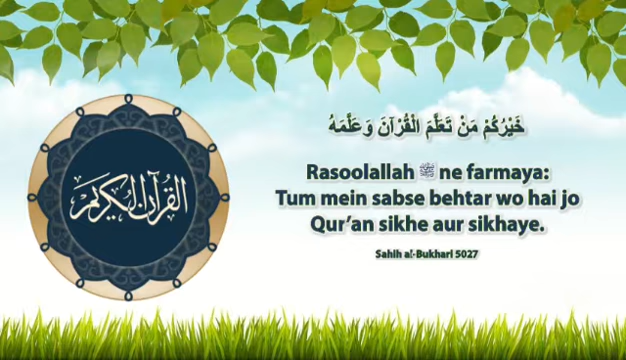 القرآن الكريم
خَيْرُكُمْ مَنْ تَعَلَّمَ الْقُرْآنَ وَعَلَّمَهُ
Rasoolallah ﷺ ne farmaya:
Tum mein sabse behtar wo hai jo
Qur'an sikhe aur sikhaye.
Sahih al-Bukhari 5027